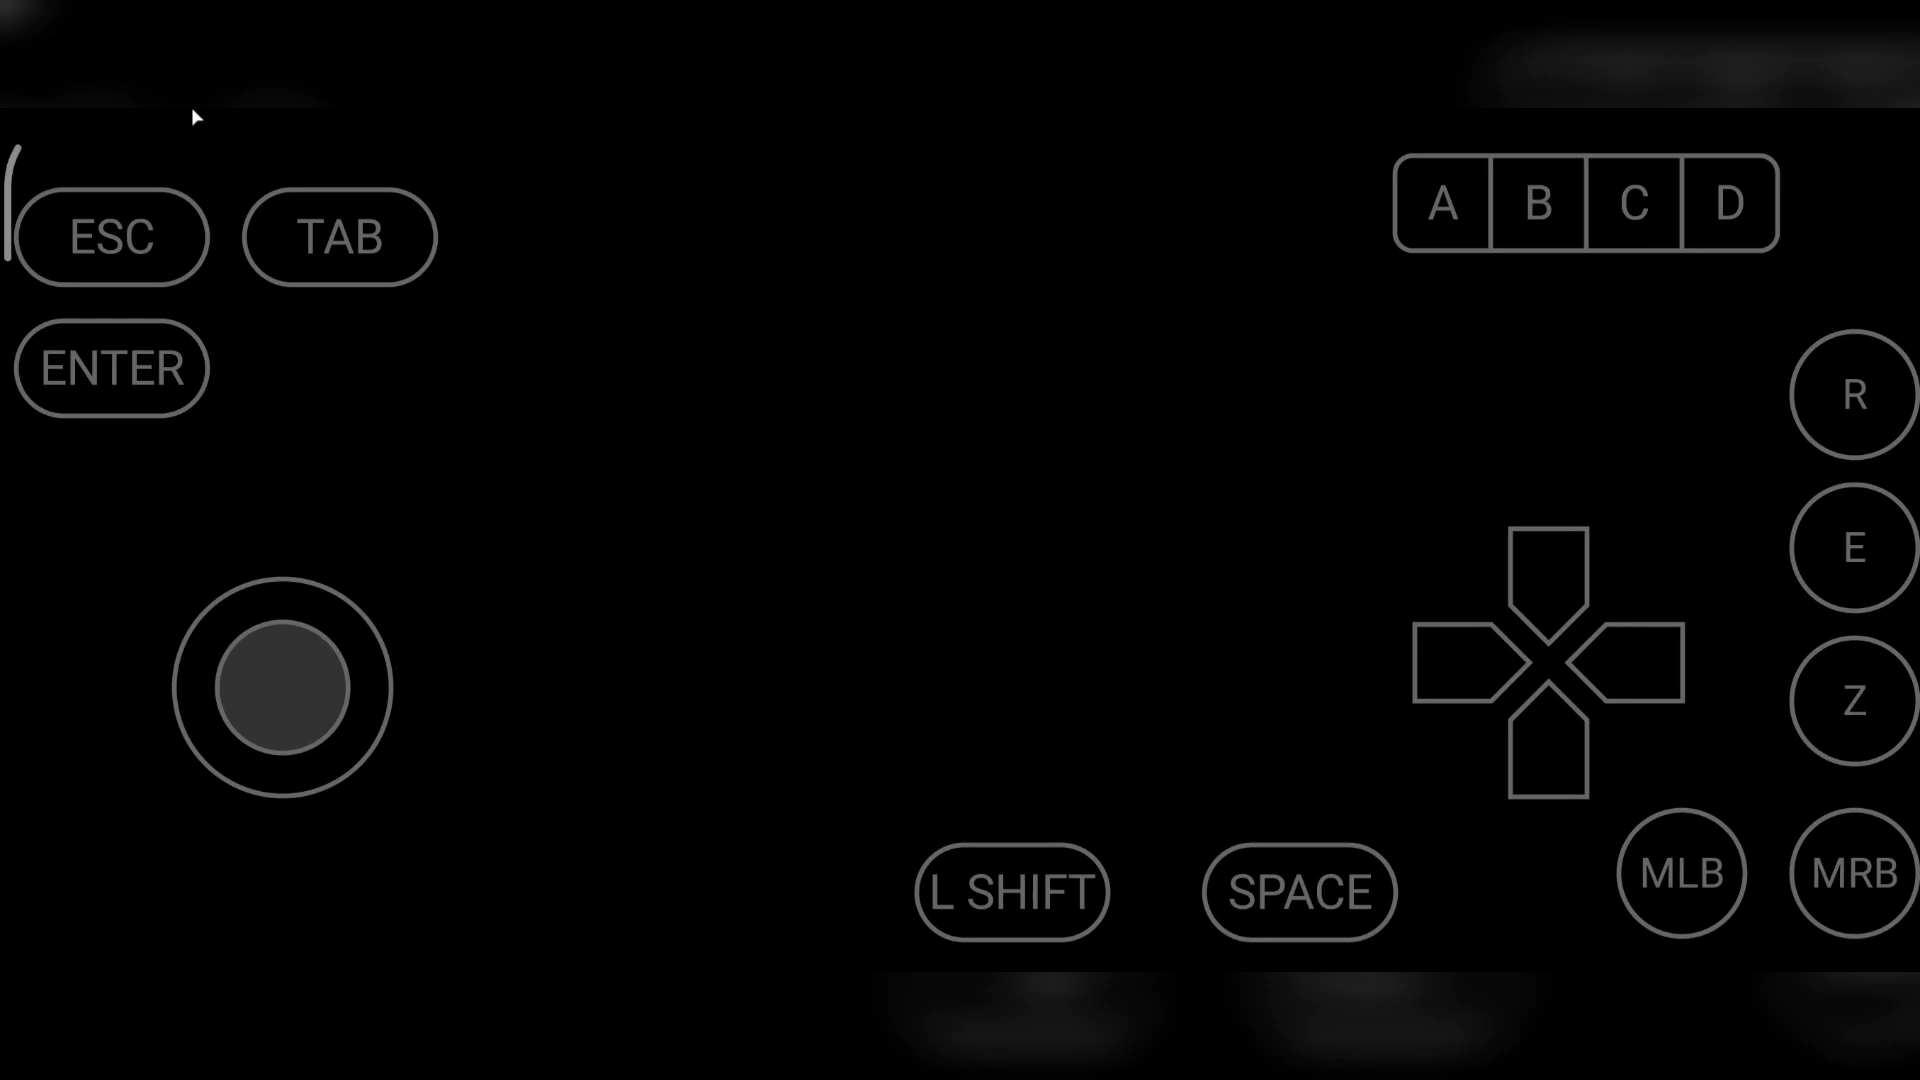 A B C D
ESC TAB
ENTER
R
E
Z
MLB MRB
L SHIFT SPACE